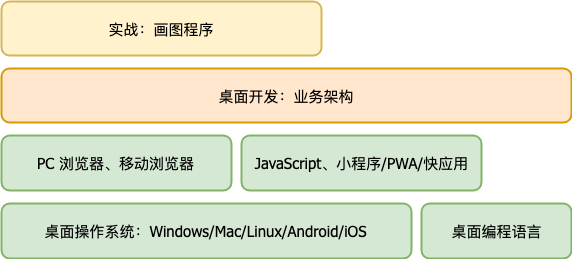 实战：画图程序
桌面开发：业务架构
PC 浏览器、移动浏览器
JavaScript、小程序/PWA/快应用
桌面操作系统：Windows/Mac/Linux/Android/iOS
桌面编程语言